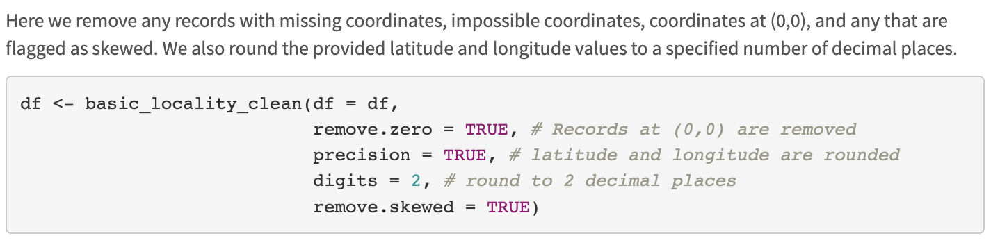 Here we remove any records with missing coordinates, impossible coordinates, coordinates at (0,0), and any that are
flagged as skewed. We also round the provided latitude and longitude values to a specified number of decimal places.
df <- basic_locality_clean(df = df,
                           remove.zero = TRUE, # Records at (0,0) are removed
                           precision = TRUE, # latitude and longitude are rounded
                           digits = 2, # round to 2 decimal places
                           remove.skewed = TRUE)